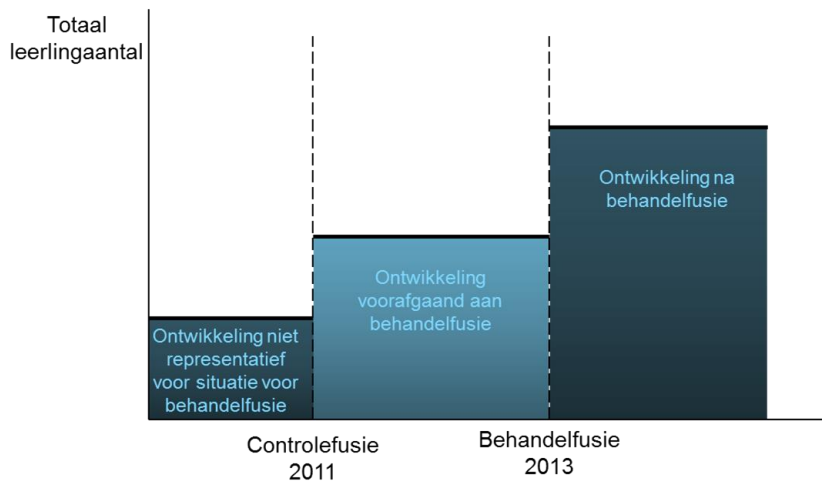 Totaal
leerlingaantal
Ontwikkeling na
behandelfusie
Ontwikkeling
voorafgaand aan
behandelfusie
Ontwikkeling niet
representatief
voor situatie voor
behandelfusie
Controlefusie
2011
Behandelfusie
2013